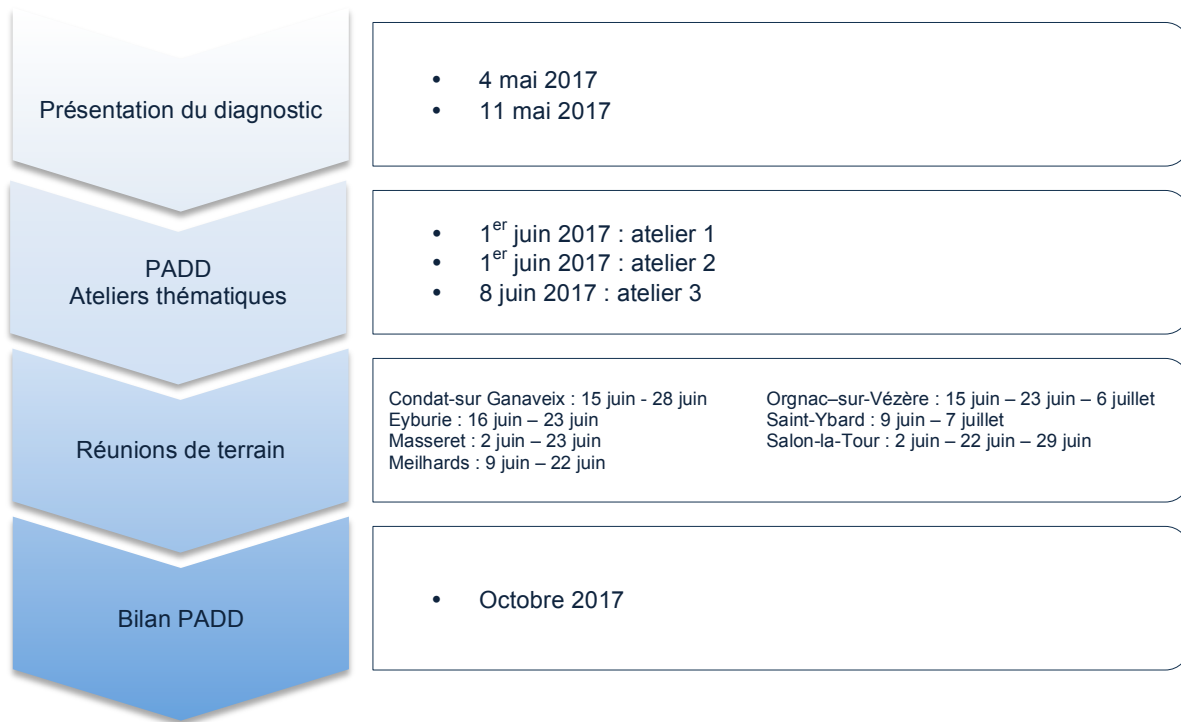 Présentation du diagnostic
• 4 mai 2017
• 11 mai 2017
PADD
Ateliers thématiques
• 1er juin 2017 : atelier 1
• 1er juin 2017 : atelier 2
• 8 juin 2017 : atelier 3
Réunions de terrain
Condat-sur Ganaveix : 15 juin - 28 juin
Eyburie : 16 juin – 23 juin
Masseret : 2 juin – 23 juin
Meilhards : 9 juin – 22 juin
Orgnac–sur-Vézère : 15 juin – 23 juin – 6 juillet
Saint-Ybard : 9 juin – 7 juillet
Salon-la-Tour : 2 juin – 22 juin – 29 juin
Bilan PADD
• Octobre 2017